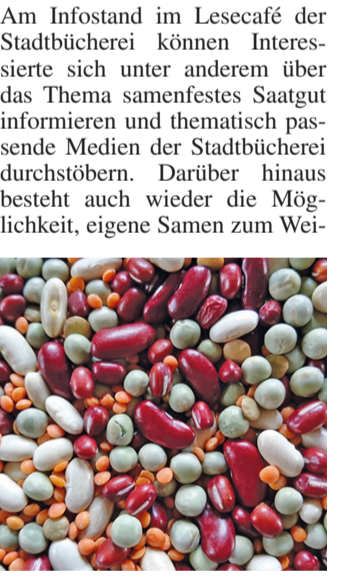 Am Infostand im Lesecafé der
Stadtbücherei können Interes-
sierte sich unter anderem über
das Thema samenfestes Saatgut
informieren und thematisch pas-
sende Medien der Stadtbücherei
durchstöbern. Darüber hinaus
besteht auch wieder die Mög-
lichkeit, eigene Samen zum Wei-